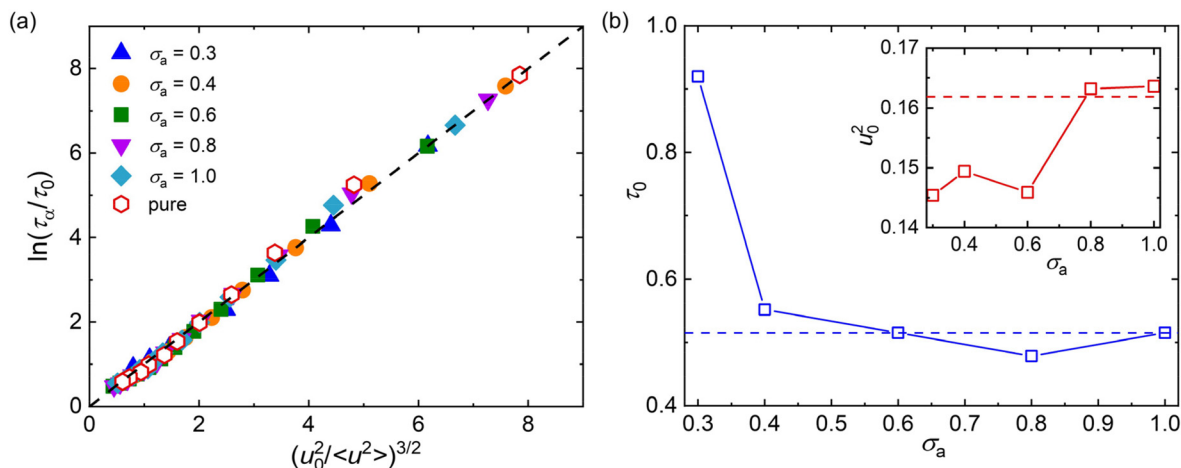 (a)
ln(τα/τ0)
8
6
4
2
0
σa = 0.3
σa = 0.4
σa = 0.6
σa = 0.8
σa = 1.0
pure
0 2 4 6 8
(u0²/<u²>)³/²
(b)
τ0
1.0
0.8
0.6
0.4
0.3 0.4 0.5 0.6 0.7 0.8 0.9 1.0
σa
u0²
0.17
0.16
0.15
0.14
0.4 0.6 0.8 1.0
σa